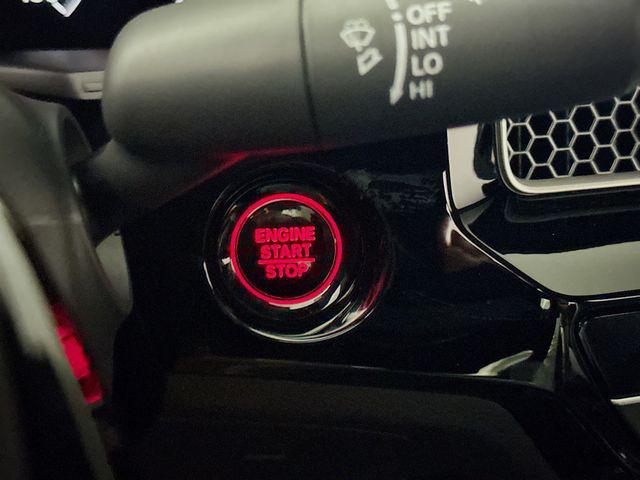 OFF
INT
LO
HI
ENGINE
START
STOP